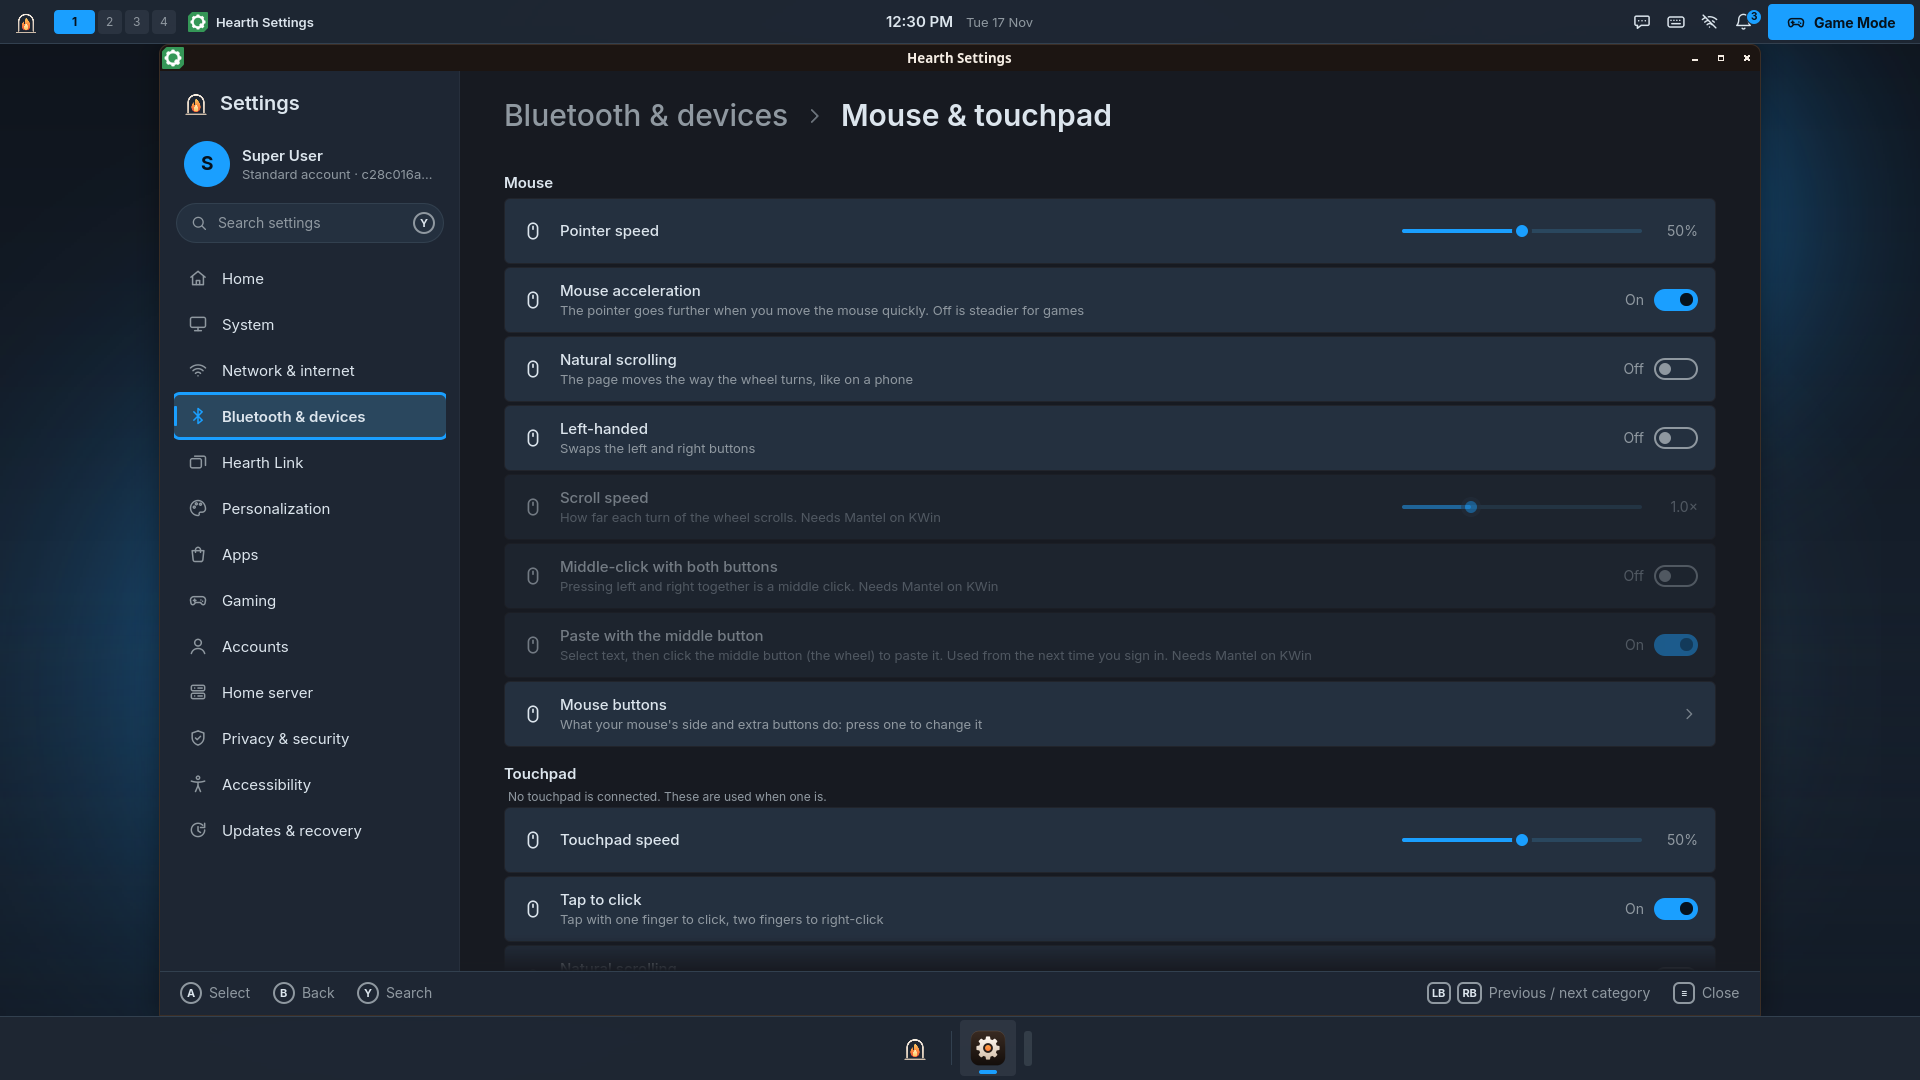 1 2 3 4 Hearth Settings
12:30 PM Tue 17 Nov
3
Game Mode
Hearth Settings
Settings
S
Super User
Standard account · c28c016a...
Search settings Y
Home
System
Network & internet
Bluetooth & devices
Hearth Link
Personalization
Apps
Gaming
Accounts
Home server
Privacy & security
Accessibility
Updates & recovery
Bluetooth & devices > Mouse & touchpad
Mouse
Pointer speed 50%
Mouse acceleration
The pointer goes further when you move the mouse quickly. Off is steadier for games
On
Natural scrolling
The page moves the way the wheel turns, like on a phone
Off
Left-handed
Swaps the left and right buttons
Off
Scroll speed
How far each turn of the wheel scrolls. Needs Mantel on KWin
1.0×
Middle-click with both buttons
Pressing left and right together is a middle click. Needs Mantel on KWin
Off
Paste with the middle button
Select text, then click the middle button (the wheel) to paste it. Used from the next time you sign in. Needs Mantel on KWin
On
Mouse buttons
What your mouse's side and extra buttons do: press one to change it
Touchpad
No touchpad is connected. These are used when one is.
Touchpad speed 50%
Tap to click
Tap with one finger to click, two fingers to right-click
On
Natural scrolling
A Select B Back Y Search
LB RB Previous / next category Close